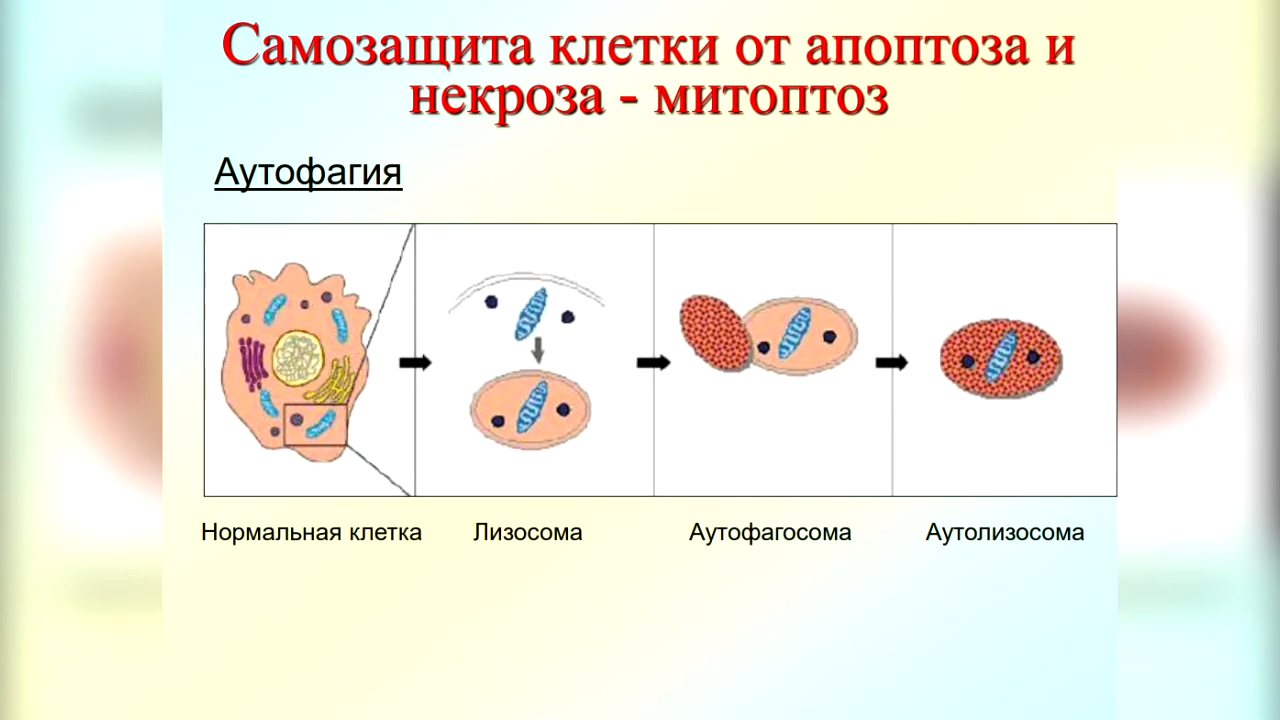 Самозащита клетки от апоптоза и
некроза - митоптоз
Аутофагия
Нормальная клетка
Лизосома
Аутофагосома
Аутолизосома